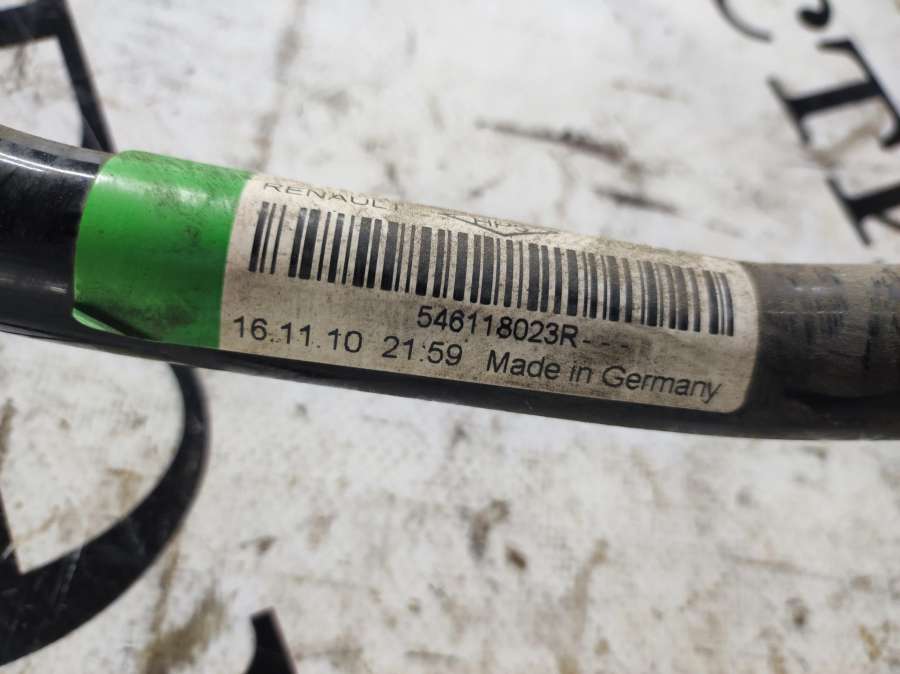 RENAULT
546118023R---
16.11.10 21:59 Made in Germany